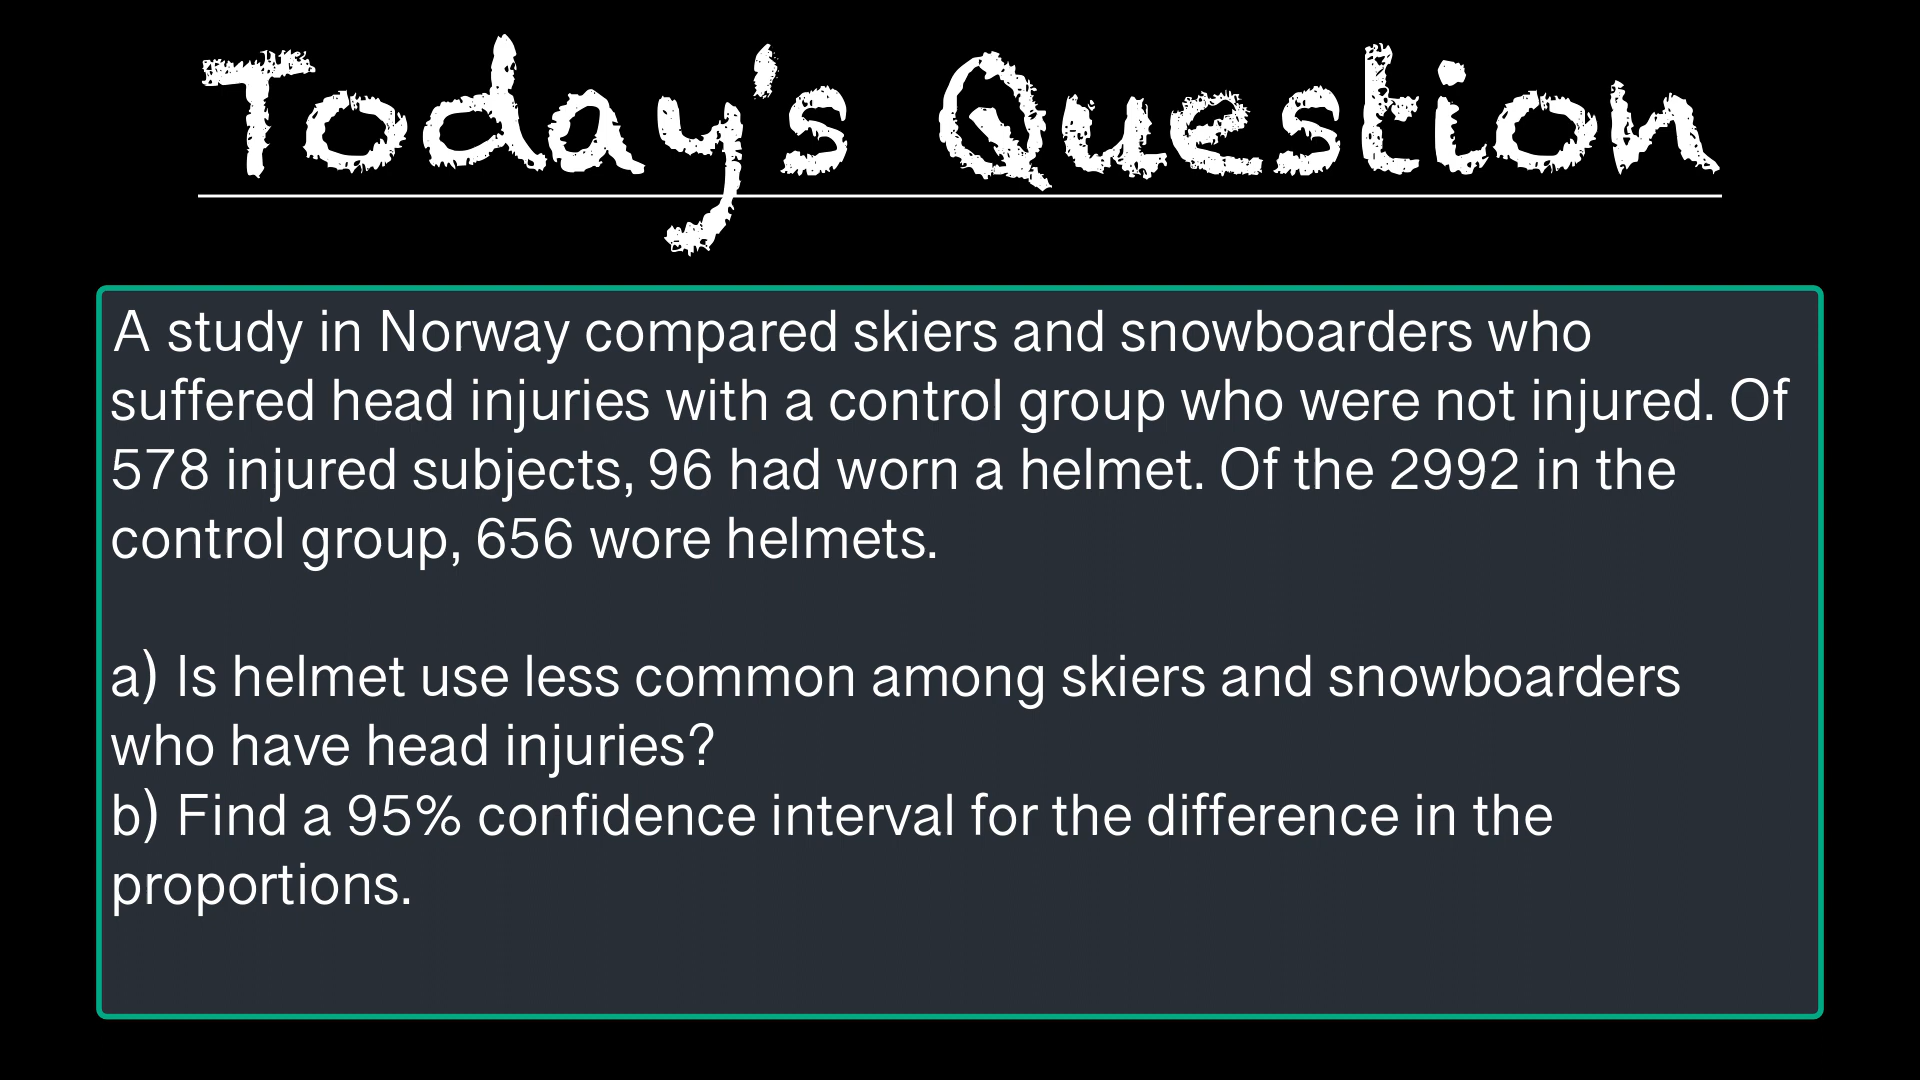 Today's Question
A study in Norway compared skiers and snowboarders who
suffered head injuries with a control group who were not injured. Of
578 injured subjects, 96 had worn a helmet. Of the 2992 in the
control group, 656 wore helmets.
a) Is helmet use less common among skiers and snowboarders
who have head injuries?
b) Find a 95% confidence interval for the difference in the
proportions.